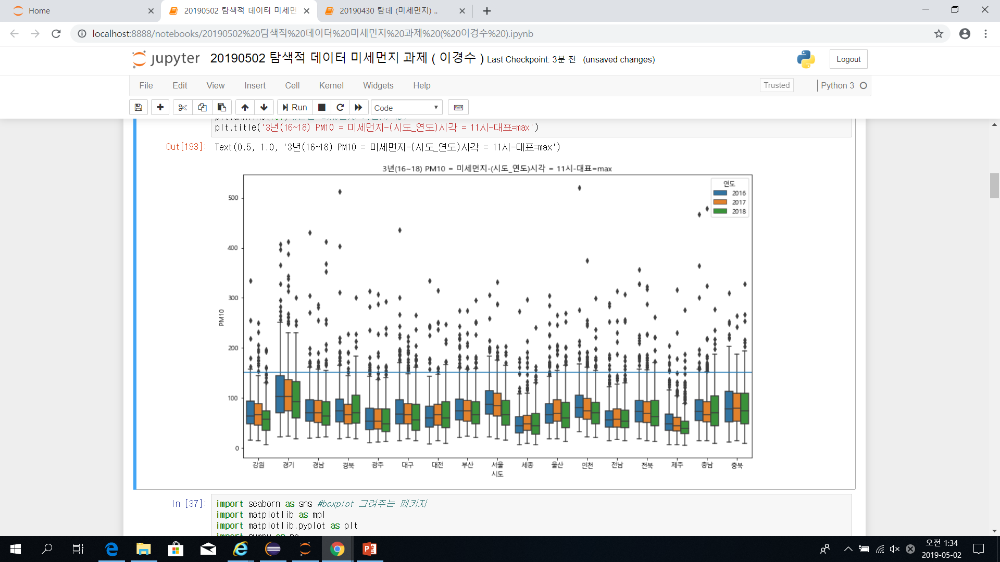 Home
20190502 탐색적 데이터 미세먼
20190430 탐데 (미세먼지) ..
localhost:8888/notebooks/20190502%20탐색적%20데이터%20미세먼지%20과제%20(%20이경수%20).ipynb
jupyter 20190502 탐색적 데이터 미세먼지 과제 ( 이경수 ) Last Checkpoint: 3분 전 (unsaved changes)
Logout
File Edit View Insert Cell Kernel Widgets Help
Trusted
Python 3
Run
Code
plt.title('3년(16~18) PM10 = 미세먼지-(시도_연도)시각 = 11시-대표=max')
Out[193]: Text(0.5, 1.0, '3년(16~18) PM10 = 미세먼지-(시도_연도)시각 = 11시-대표=max')
3년(16~18) PM10 = 미세먼지-(시도_연도)시각 = 11시-대표=max
연도
2016
2017
2018
500
400
300
200
100
0
PM10
강원 경기 경남 경북 광주 대구 대전 부산 서울 세종 울산 인천 전남 전북 제주 충남 충북
시도
In [37]: import seaborn as sns #boxplot 그려주는 페키지
import matplotlib as mpl
import matplotlib.pyplot as plt
import numpy as np
오전 1:34
2019-05-02